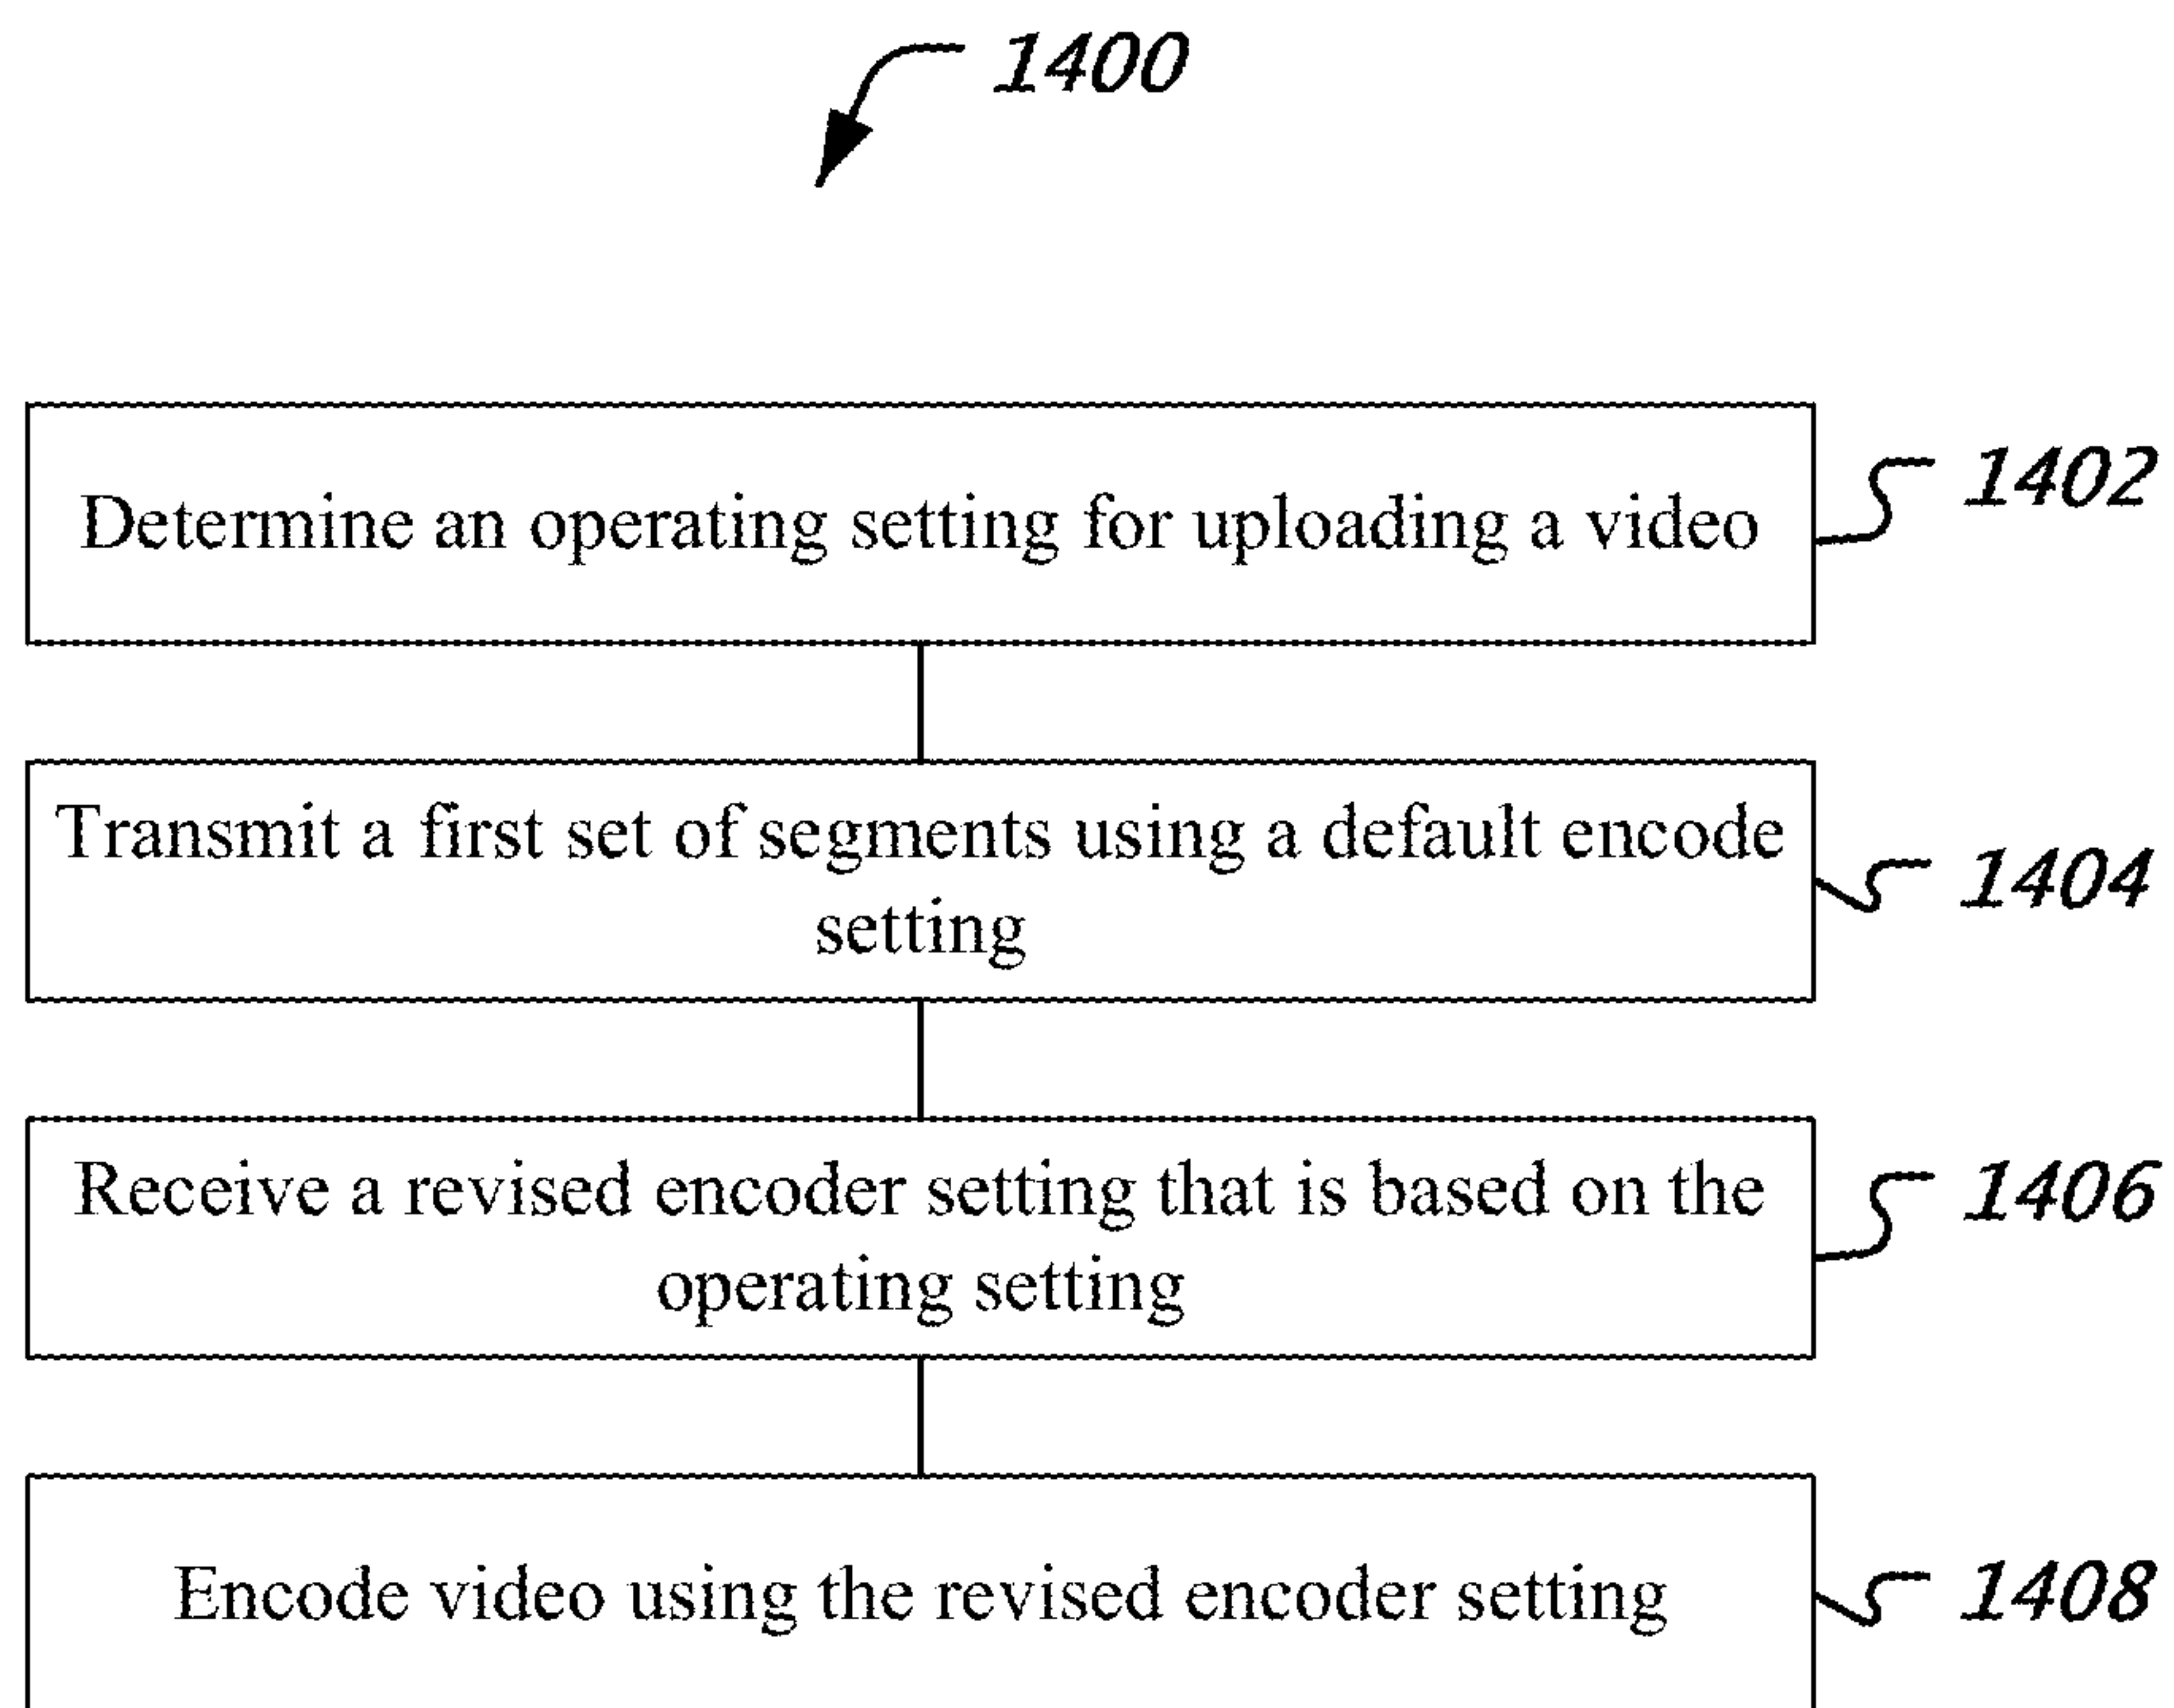 1400
Determine an operating setting for uploading a video
1402
Transmit a first set of segments using a default encode
setting
1404
Receive a revised encoder setting that is based on the
operating setting
1406
Encode video using the revised encoder setting
1408